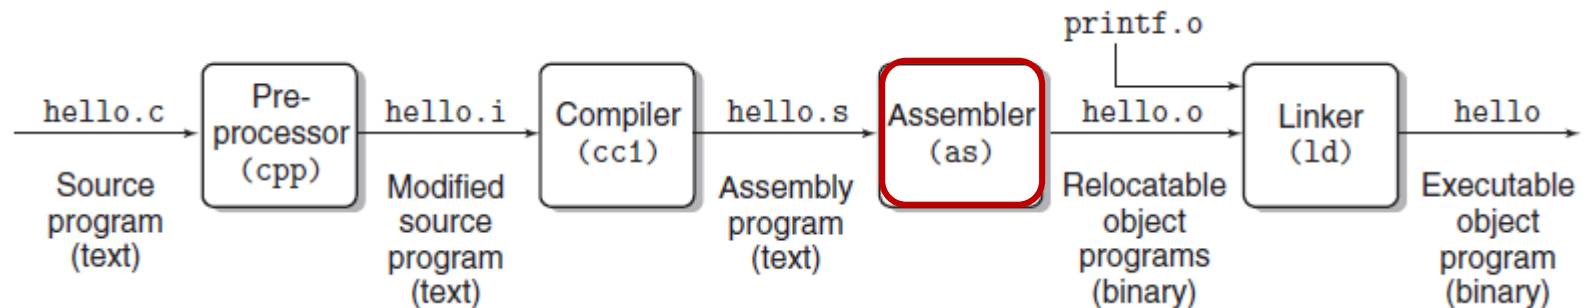 printf.o
hello.c
Pre-
processor
(cpp)
hello.i
Compiler
(cc1)
hello.s
Assembler
(as)
hello.o
Linker
(ld)
hello
Source
program
(text)
Modified
source
program
(text)
Assembly
program
(text)
Relocatable
object
programs
(binary)
Executable
object
program
(binary)